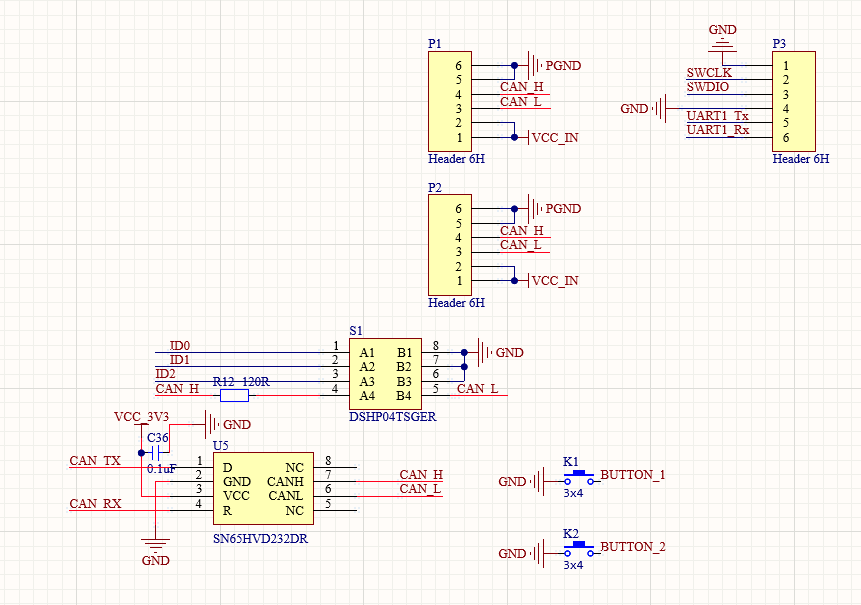 P1
6
5
4
3
2
1
PGND
CAN_H
CAN_L
VCC_IN
Header 6H
GND
P3
SWCLK
SWDIO
GND
UART1_Tx
UART1_Rx
1
2
3
4
5
6
Header 6H
P2
6
5
4
3
2
1
PGND
CAN_H
CAN_L
VCC_IN
Header 6H
S1
ID0
ID1
ID2
CAN_H
R12 120R
1
2
3
4
A1 B1
A2 B2
A3 B3
A4 B4
8
7
6
5
GND
CAN_L
DSHP04TSGER
VCC_3V3
GND
C36
0.1uF
U5
CAN_TX
CAN_RX
1
2
3
4
D NC
GND CANH
VCC CANL
R NC
8
7
6
5
CAN_H
CAN_L
SN65HVD232DR
GND
K1
GND
BUTTON_1
3x4
K2
GND
BUTTON_2
3x4